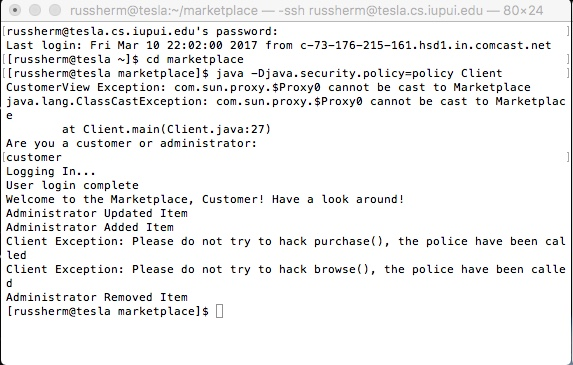 russherm@tesla:~/marketplace — -ssh russherm@tesla.cs.iupui.edu — 80×24
[russherm@tesla.cs.iupui.edu's password: ]
Last login: Fri Mar 10 22:02:00 2017 from c-73-176-215-161.hsd1.in.comcast.net
[[russherm@tesla ~]$ cd marketplace ]
[[russherm@tesla marketplace]$ java -Djava.security.policy=policy Client ]
CustomerView Exception: com.sun.proxy.$Proxy0 cannot be cast to Marketplace
java.lang.ClassCastException: com.sun.proxy.$Proxy0 cannot be cast to Marketplac
e
at Client.main(Client.java:27)
Are you a customer or administrator:
[customer ]
Logging In...
User login complete
Welcome to the Marketplace, Customer! Have a look around!
Administrator Updated Item
Administrator Added Item
Client Exception: Please do not try to hack purchase(), the police have been cal
led
Client Exception: Please do not try to hack browse(), the police have been calle
d
Administrator Removed Item
[russherm@tesla marketplace]$